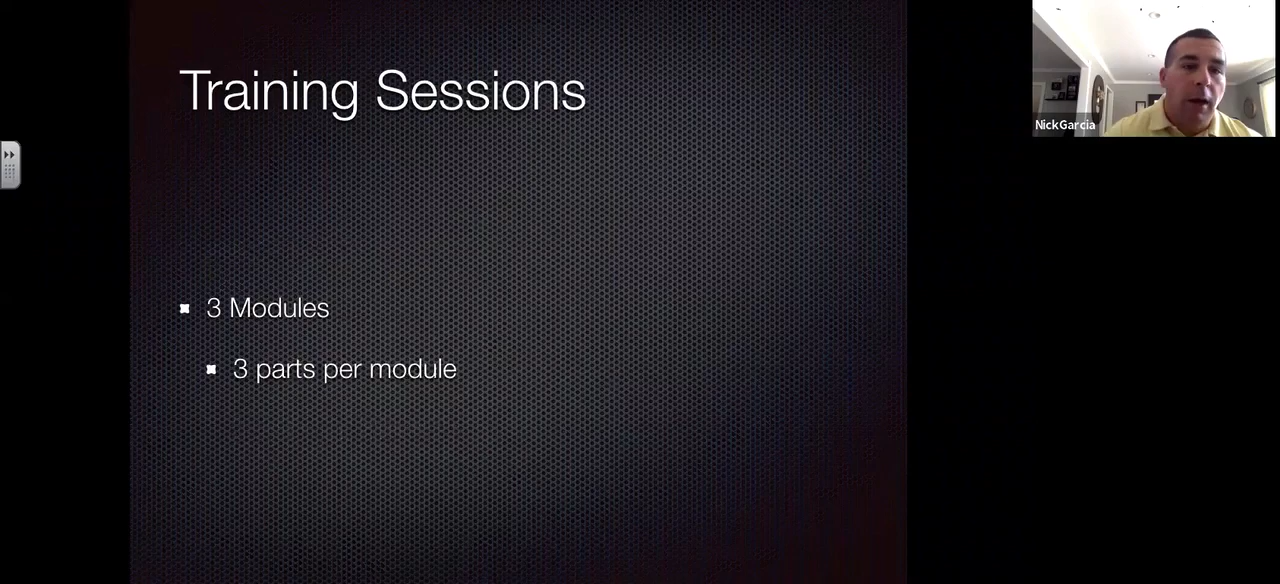 Training Sessions
3 Modules
3 parts per module
NickGarcia